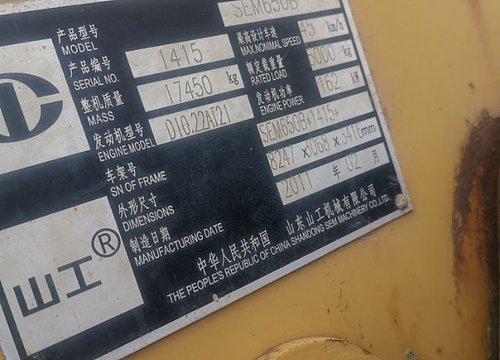 产品型号 SEM650B
MODEL
产品编号 1415 最高设计车速 45 km/h
SERIAL NO. MAX.NOMINAL SPEED
整机质量 17450 kg 额定载重量 5000 kg
MASS RATED LOAD
发动机型号 D10.22AT21 发动机功率 162 kW
ENGINE MODEL ENGINE POWER
车架号 SEM650B*1415*
SN OF FRAME
外形尺寸 mm
DIMENSIONS
制造日期 2011 年 02 月
MANUFACTURING DATE
山工®
中华人民共和国 山东山工机械有限公司
THE PEOPLE'S REPUBLIC OF CHINA SHANDONG SEM MACHINERY CO.,LTD.